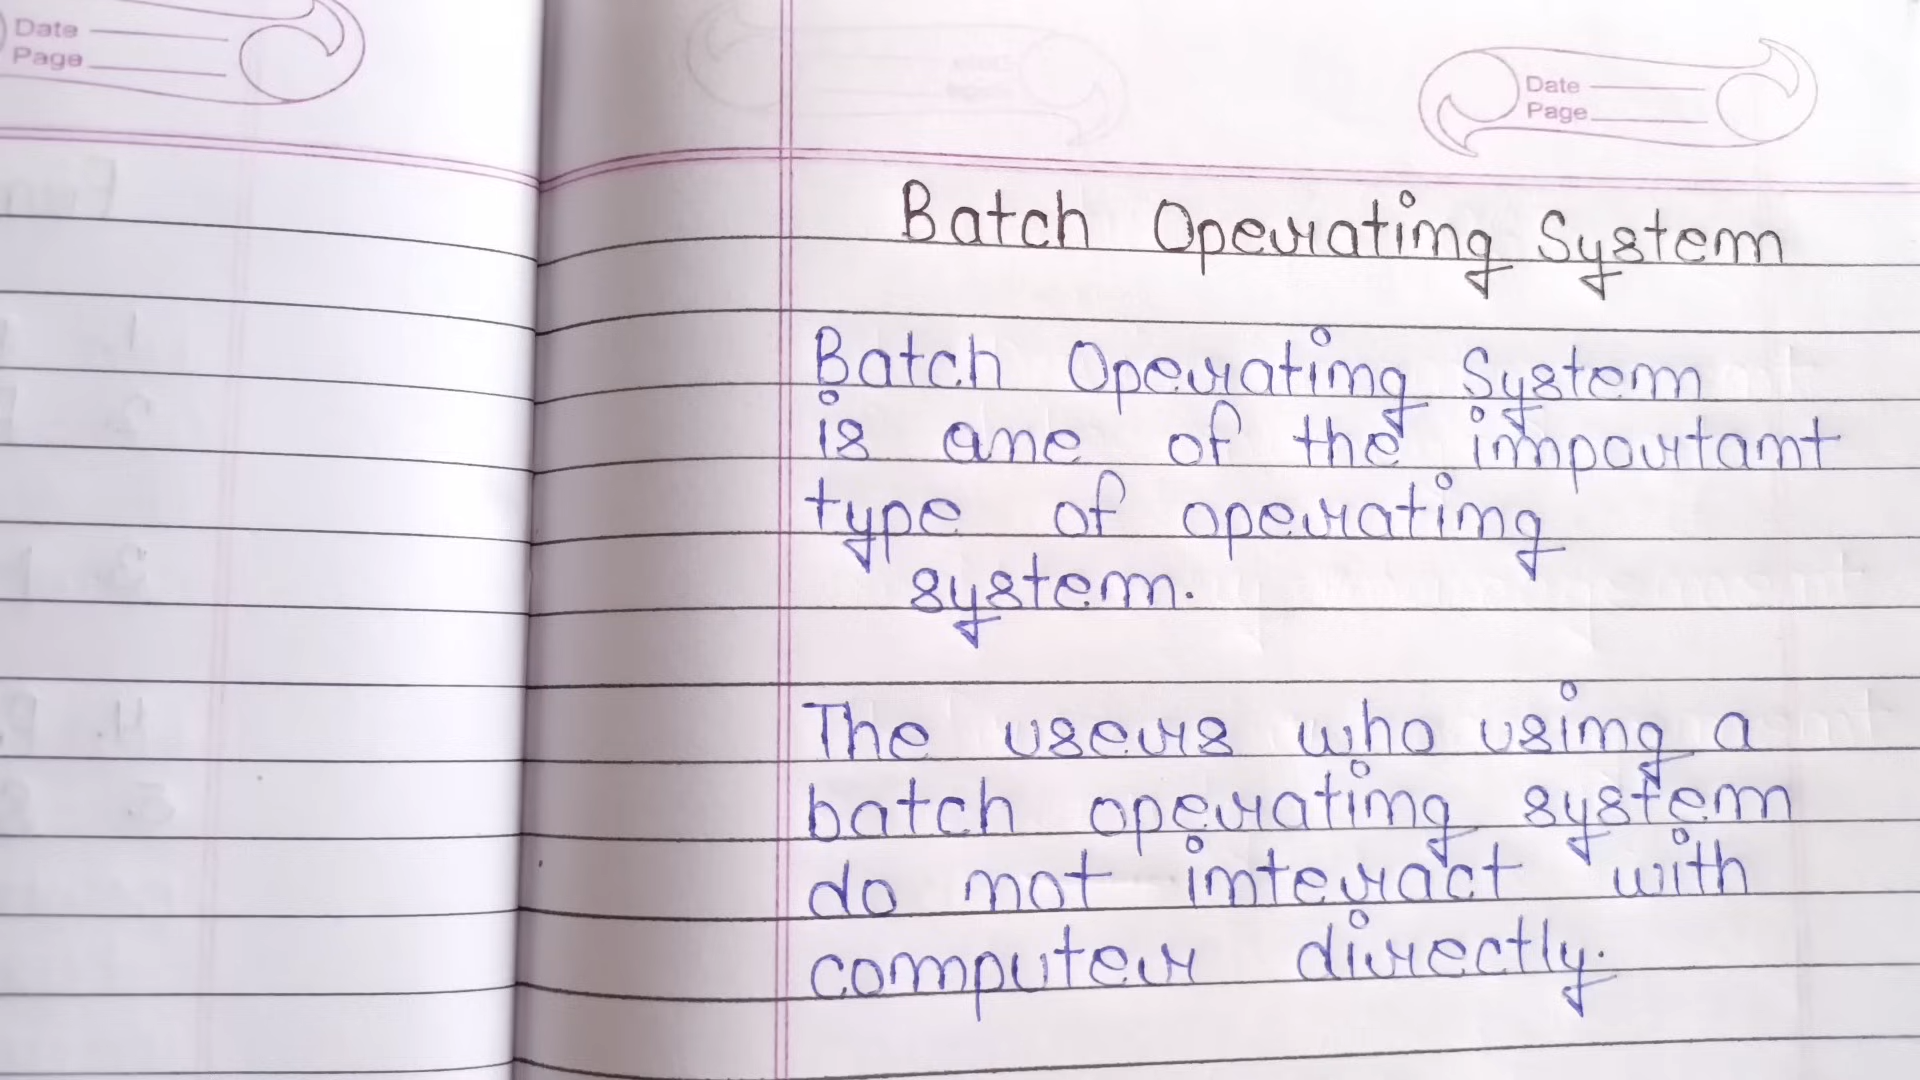 Date
Page
Date
Page
Batch Operating System
Batch Operating System
is one of the important
type of operating
system.
The users who using a
batch operating system
do not interact with
computer directly.